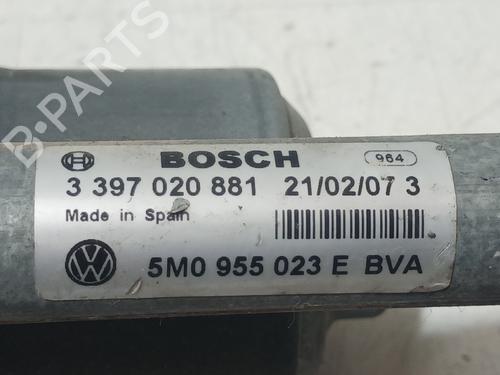 B-PARTS
BOSCH 964
3 397 020 881 21/02/07 3
Made in Spain
5M0 955 023 E BVA